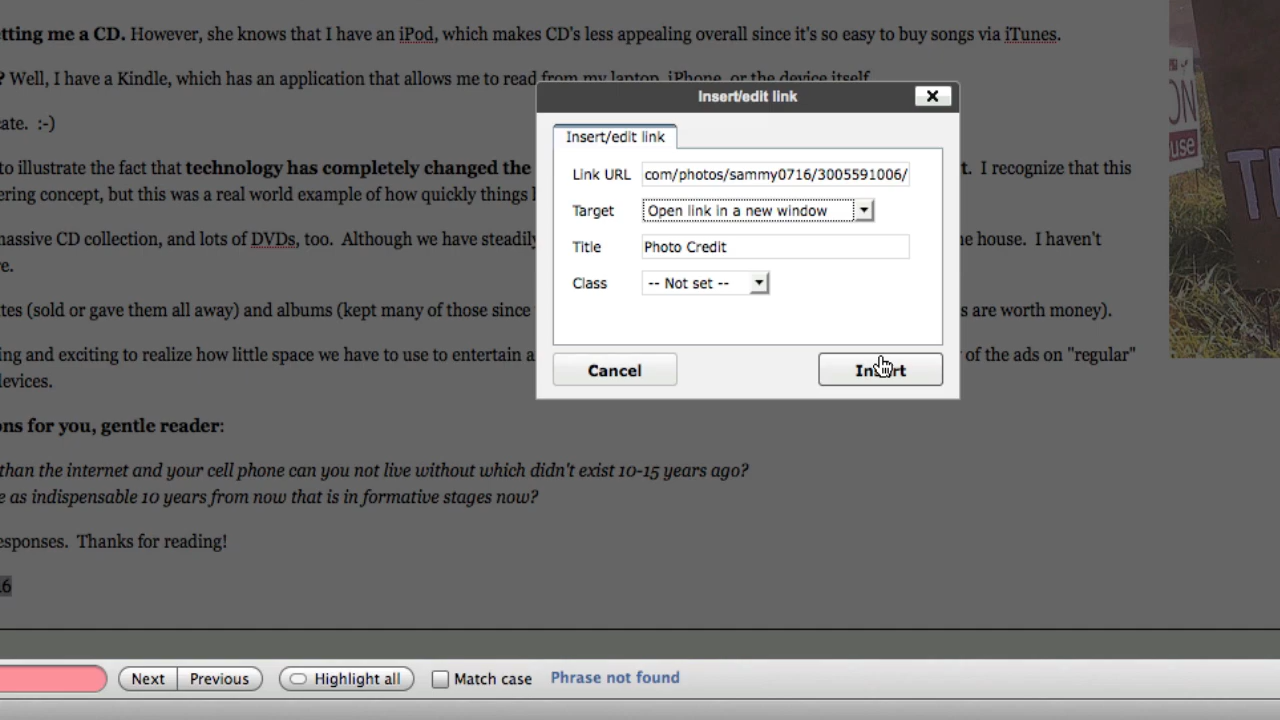 tting me a CD. However, she knows that I have an iPod, which makes CD's less appealing overall since it's so easy to buy songs via iTunes.
? Well, I have a Kindle, which has an application that allows me to read from my laptop, iPhone, or the device itself
Insert/edit link
cate. :-)
Insert/edit link
to illustrate the fact that technology has completely changed the
t. I recognize that this
Link URL com/photos/sammy0716/3005591006/
ering concept, but this was a real world example of how quickly things
Target Open link in a new window
massive CD collection, and lots of DVDs, too. Although we have steadily
he house. I haven't
Title Photo Credit
re.
Class -- Not set --
tes (sold or gave them all away) and albums (kept many of those since
s are worth money).
ing and exciting to realize how little space we have to use to entertain a
of the ads on "regular"
Cancel Insert
devices.
ons for you, gentle reader:
than the internet and your cell phone can you not live without which didn't exist 10-15 years ago?
e as indispensable 10 years from now that is in formative stages now?
esponses. Thanks for reading!
16
Next Previous Highlight all Match case Phrase not found
ON
use
T